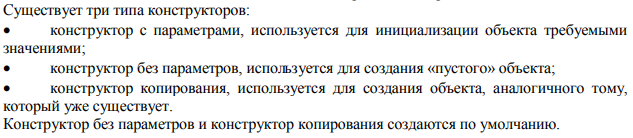 Существует три типа конструкторов:
• конструктор с параметрами, используется для инициализации объекта требуемыми
значениями;
• конструктор без параметров, используется для создания «пустого» объекта;
• конструктор копирования, используется для создания объекта, аналогичного тому,
который уже существует.
Конструктор без параметров и конструктор копирования создаются по умолчанию.